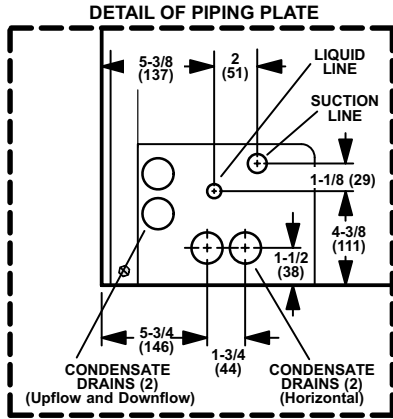 DETAIL OF PIPING PLATE
5-3/8
(137)
2
(51)
LIQUID
LINE
SUCTION
LINE
1-1/8 (29)
4-3/8
(111)
1-1/2
(38)
5-3/4
(146)
1-3/4
(44)
CONDENSATE
DRAINS (2)
(Upflow and Downflow)
CONDENSATE
DRAINS (2)
(Horizontal)